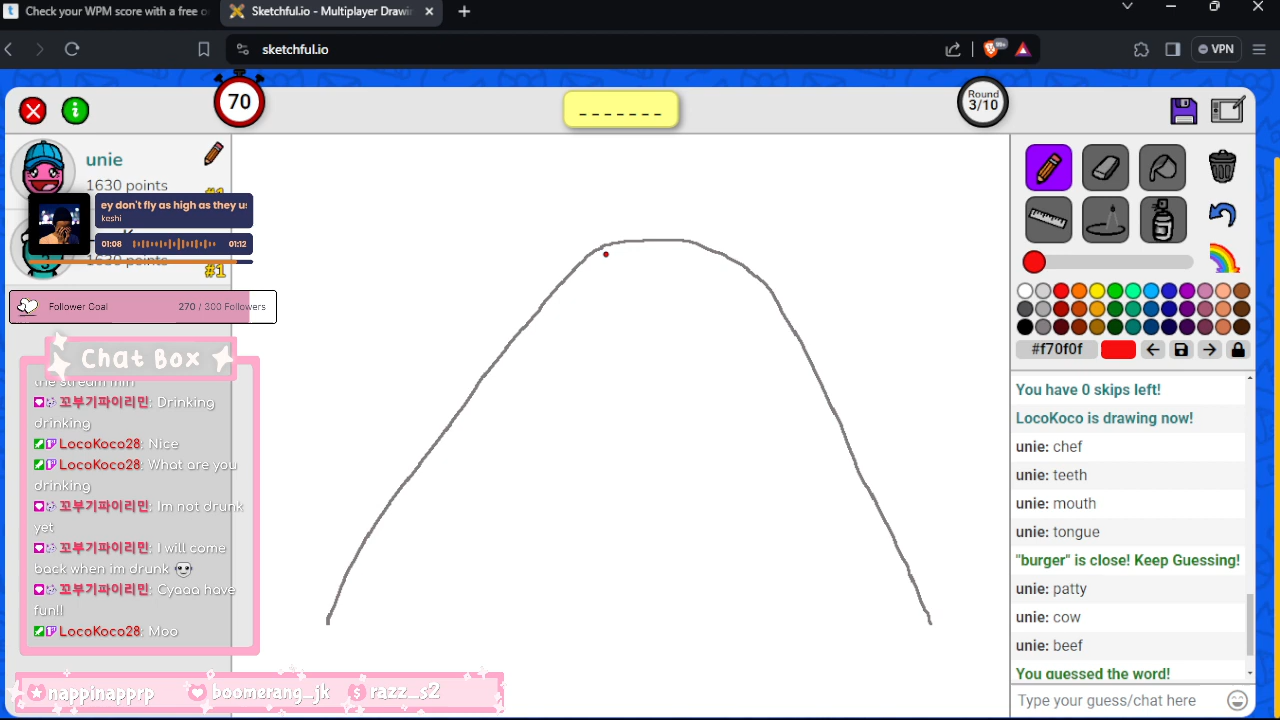 Check your WPM score with a free o
Sketchful.io - Multiplayer Drawi
sketchful.io
VPN
70
_ _ _ _ _ _ _
Round
3/10
unie
1630 points
#1
ey don't fly as high as they u
keshi
01:08
01:12
points
#1
Follower Goal
270 / 300 Followers
Chat Box
the stream min
꼬부기파이리민: Drinking
drinking
LocoKoco28: Nice
LocoKoco28: What are you
drinking
꼬부기파이리민: Im not drunk
yet
꼬부기파이리민: I will come
back when im drunk
꼬부기파이리민: Cyaaa have
fun!!
LocoKoco28: Moo
nappinapprp
boomerang_jk
razz_s2
#f70f0f
You have 0 skips left!
LocoKoco is drawing now!
unie: chef
unie: teeth
unie: mouth
unie: tongue
"burger" is close! Keep Guessing!
unie: patty
unie: cow
unie: beef
You guessed the word!
Type your guess/chat here